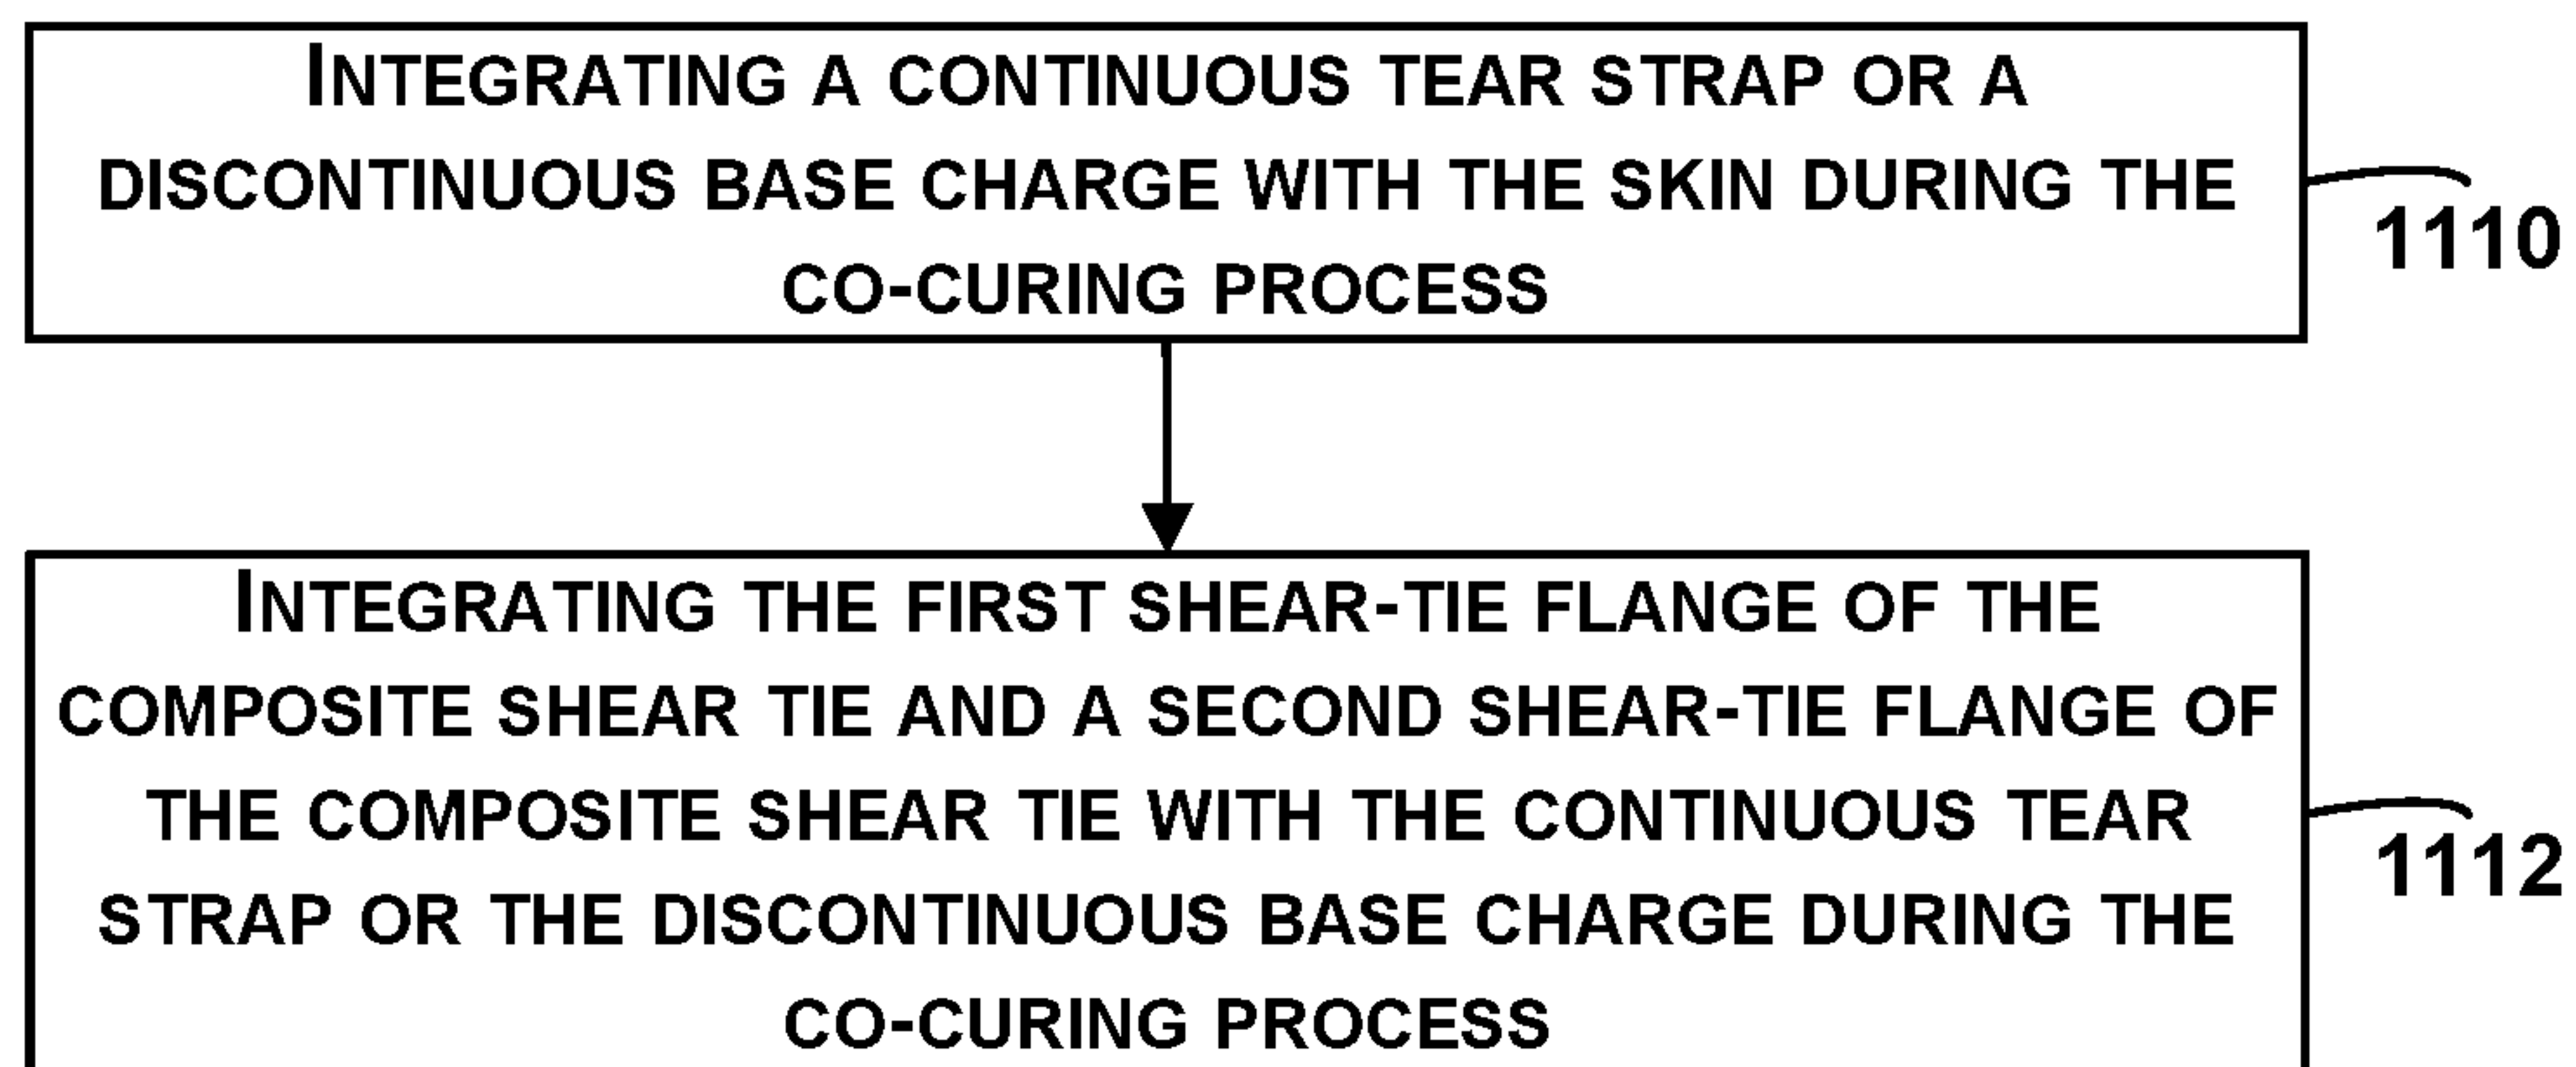 INTEGRATING A CONTINUOUS TEAR STRAP OR A
DISCONTINUOUS BASE CHARGE WITH THE SKIN DURING THE
CO-CURING PROCESS
1110
INTEGRATING THE FIRST SHEAR-TIE FLANGE OF THE
COMPOSITE SHEAR TIE AND A SECOND SHEAR-TIE FLANGE OF
THE COMPOSITE SHEAR TIE WITH THE CONTINUOUS TEAR
STRAP OR THE DISCONTINUOUS BASE CHARGE DURING THE
CO-CURING PROCESS
1112